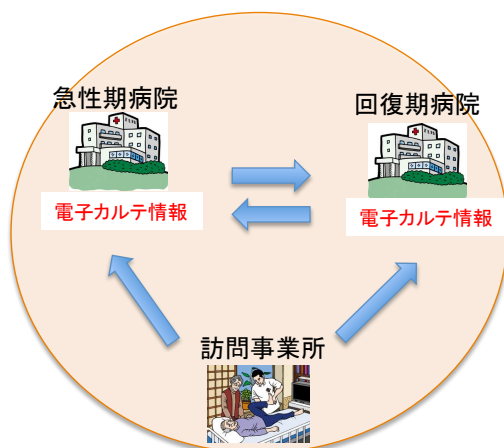 急性期病院
回復期病院
電子カルテ情報
電子カルテ情報
訪問事業所